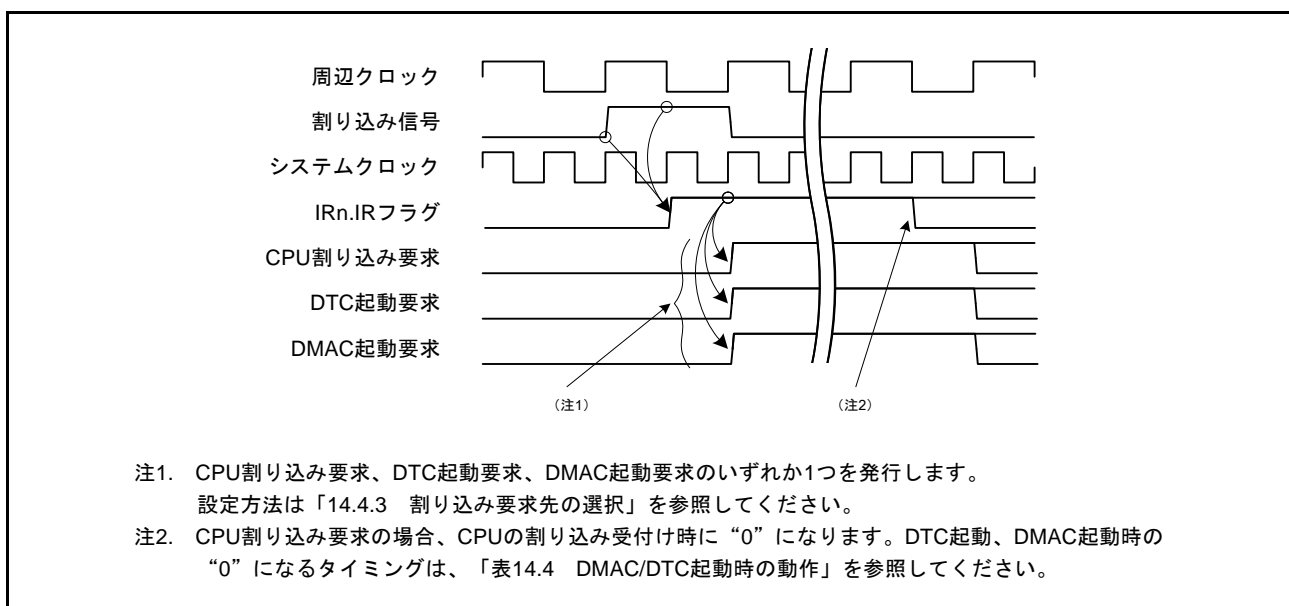 周辺クロック
割り込み信号
システムクロック
IRn.IRフラグ
CPU割り込み要求
DTC起動要求
DMAC起動要求
（注1）
（注2）
注1. CPU割り込み要求、DTC起動要求、DMAC起動要求のいずれか1つを発行します。
設定方法は「14.4.3　割り込み要求先の選択」を参照してください。
注2. CPU割り込み要求の場合、CPUの割り込み受付け時に“0”になります。DTC起動、DMAC起動時の
“0”になるタイミングは、「表14.4　DMAC/DTC起動時の動作」を参照してください。